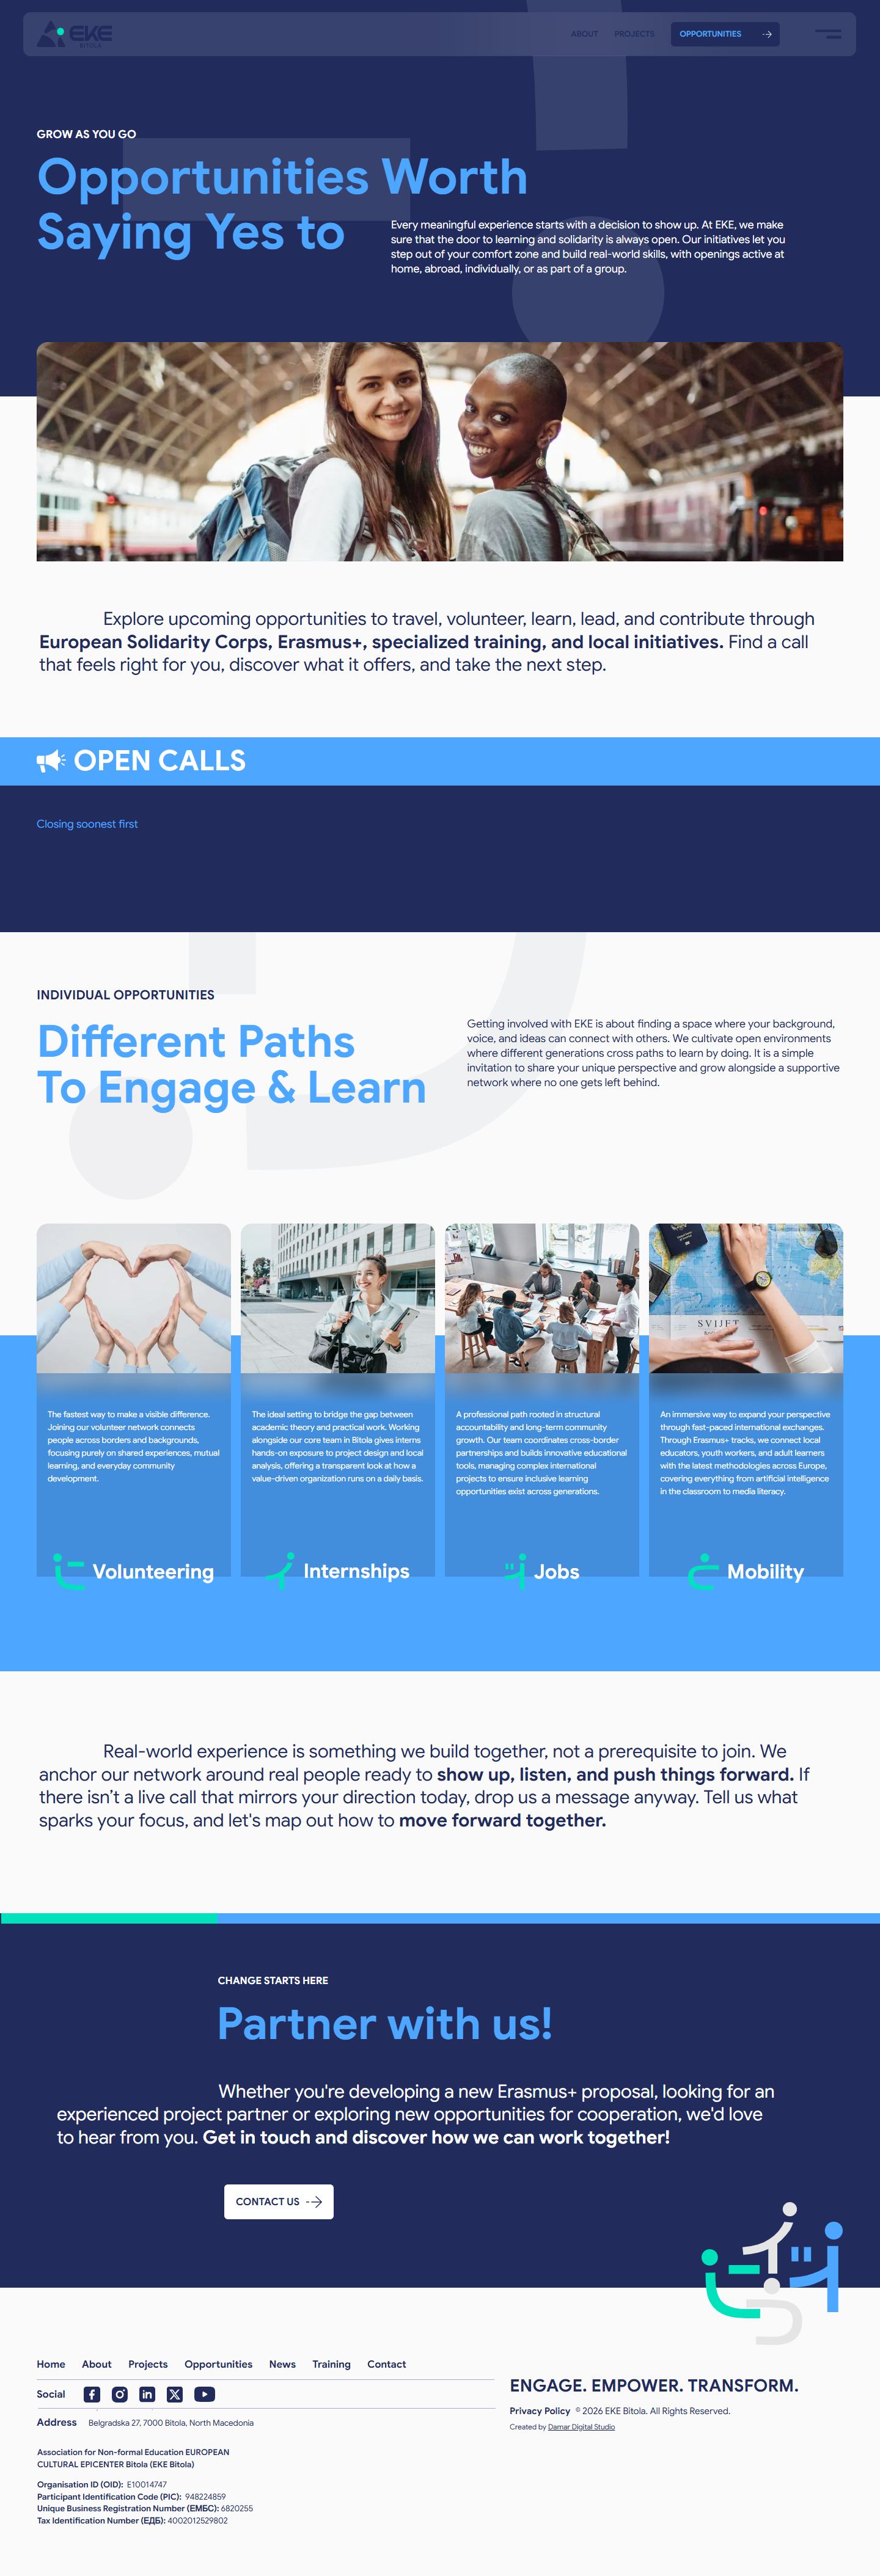 EKE
BITOLA
ABOUT
PROJECTS
OPPORTUNITIES
GROW AS YOU GO
Opportunities Worth
Saying Yes to
Every meaningful experience starts with a decision to show up. At EKE, we make
sure that the door to learning and solidarity is always open. Our initiatives let you
step out of your comfort zone and build real-world skills, with openings active at
home, abroad, individually, or as part of a group.
Explore upcoming opportunities to travel, volunteer, learn, lead, and contribute through
European Solidarity Corps, Erasmus+, specialized training, and local initiatives. Find a call
that feels right for you, discover what it offers, and take the next step.
OPEN CALLS
Closing soonest first
INDIVIDUAL OPPORTUNITIES
Different Paths
To Engage & Learn
Getting involved with EKE is about finding a space where your background,
voice, and ideas can connect with others. We cultivate open environments
where different generations cross paths to learn by doing. It is a simple
invitation to share your unique perspective and grow alongside a supportive
network where no one gets left behind.
SVIJET
The fastest way to make a visible difference.
Joining our volunteer network connects
people across borders and backgrounds,
focusing purely on shared experiences, mutual
learning, and everyday community
development.
Volunteering
The ideal setting to bridge the gap between
academic theory and practical work. Working
alongside our core team in Bitola gives interns
hands-on exposure to project design and local
analysis, offering a transparent look at how a
value-driven organization runs on a daily basis.
Internships
A professional path rooted in structural
accountability and long-term community
growth. Our team coordinates cross-border
partnerships and builds innovative educational
tools, managing complex international
projects to ensure inclusive learning
opportunities exist across generations.
Jobs
An immersive way to expand your perspective
through fast-paced international exchanges.
Through Erasmus+ tracks, we connect local
educators, youth workers, and adult learners
with the latest methodologies across Europe,
covering everything from artificial intelligence
in the classroom to media literacy.
Mobility
Real-world experience is something we build together, not a prerequisite to join. We
anchor our network around real people ready to show up, listen, and push things forward. If
there isn't a live call that mirrors your direction today, drop us a message anyway. Tell us what
sparks your focus, and let's map out how to move forward together.
CHANGE STARTS HERE
Partner with us!
Whether you're developing a new Erasmus+ proposal, looking for an
experienced project partner or exploring new opportunities for cooperation, we'd love
to hear from you. Get in touch and discover how we can work together!
CONTACT US
Home About Projects Opportunities News Training Contact
Social
Address Belgradska 27, 7000 Bitola, North Macedonia
Association for Non-formal Education EUROPEAN
CULTURAL EPICENTER Bitola (EKE Bitola)
Organisation ID (OID): E10014747
Participant Identification Code (PIC): 948224859
Unique Business Registration Number (ЕМБС): 6820255
Tax Identification Number (ЕДБ): 4002012529802
ENGAGE. EMPOWER. TRANSFORM.
Privacy Policy © 2026 EKE Bitola. All Rights Reserved.
Created by Damar Digital Studio